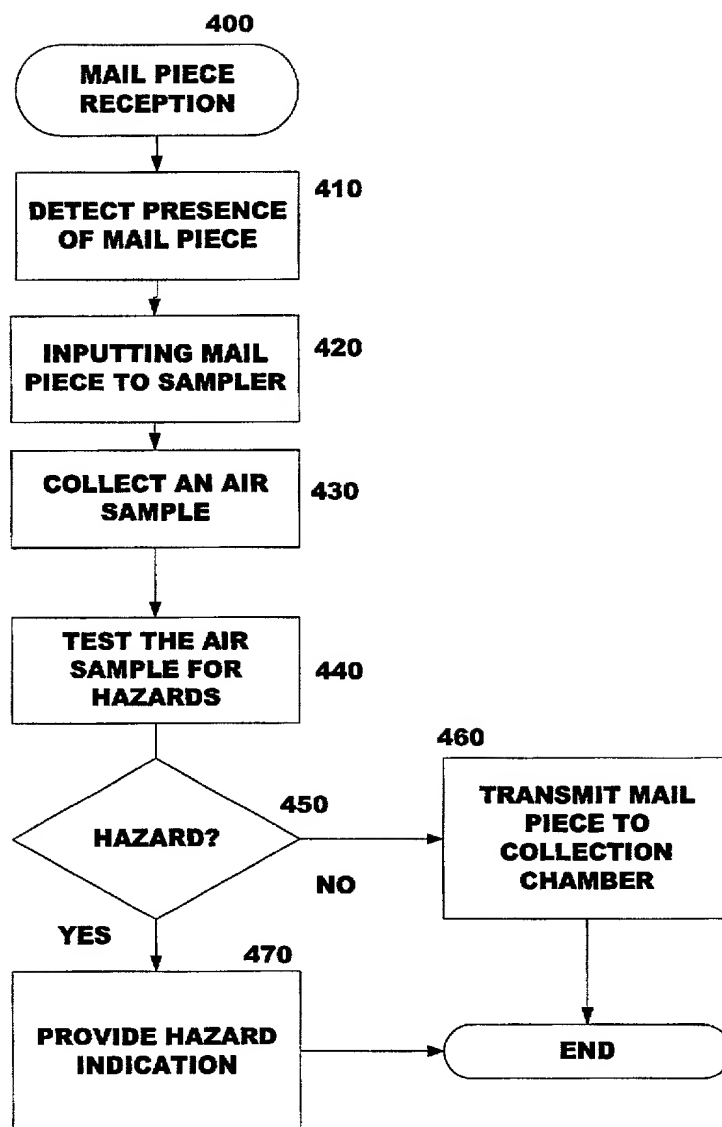 400
MAIL PIECE
RECEPTION
410
DETECT PRESENCE
OF MAIL PIECE
420
INPUTTING MAIL
PIECE TO SAMPLER
430
COLLECT AN AIR
SAMPLE
TEST THE AIR
SAMPLE FOR
HAZARDS
440
450
HAZARD?
NO
YES
460
TRANSMIT MAIL
PIECE TO
COLLECTION
CHAMBER
470
PROVIDE HAZARD
INDICATION
END